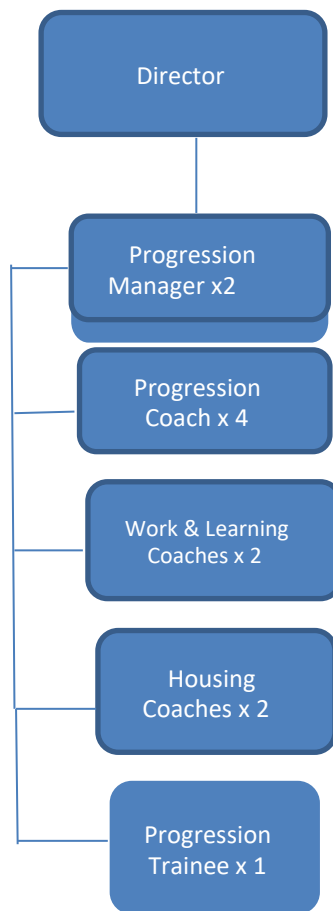 Director
Progression
Manager x2
Progression
Coach x 4
Work & Learning
Coaches x 2
Housing
Coaches x 2
Progression
Trainee x 1